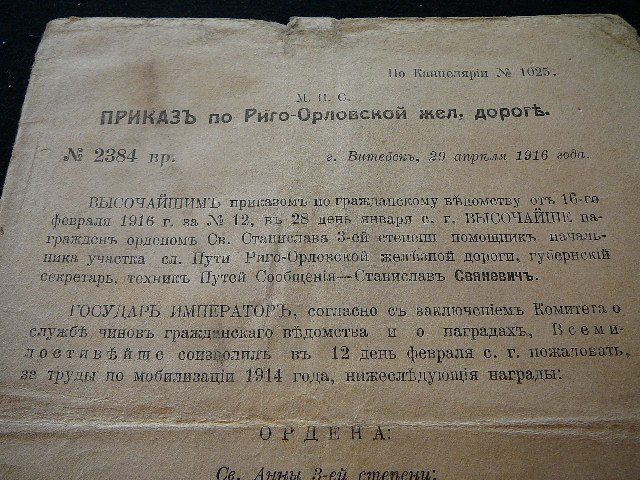 По Канцеляріи № 1025.
М. П. С.
ПРИКАЗЪ по Риго-Орловской жел. дорогѣ.
№ 2384 вр.
г. Витебскъ, 29 апрѣля 1916 года.
ВЫСОЧАЙШИМЪ приказомъ по гражданскому вѣдомству отъ 16-го
февраля 1916 г. за № 12, въ 28 день января с. г. ВЫСОЧАЙШЕ на-
гражденъ орденомъ Св. Станислава 3-ей степени помощникъ началь-
ника участка сл. Пути Риго-Орловской желѣзной дороги, губернскій
секретарь, техникъ Путей Сообщенія—Станиславъ Сваневичъ.
ГОСУДАРЬ ИМПЕРАТОРЪ, согласно съ заключеніемъ Комитета о
службѣ чиновъ гражданскаго вѣдомства и о наградахъ, Всеми-
лостивѣйше соизволилъ въ 12 день февраля с. г. пожаловать,
за труды по мобилизаціи 1914 года, нижеслѣдующія награды:
ОРДЕНА:
Св. Анны 3-ей степени: